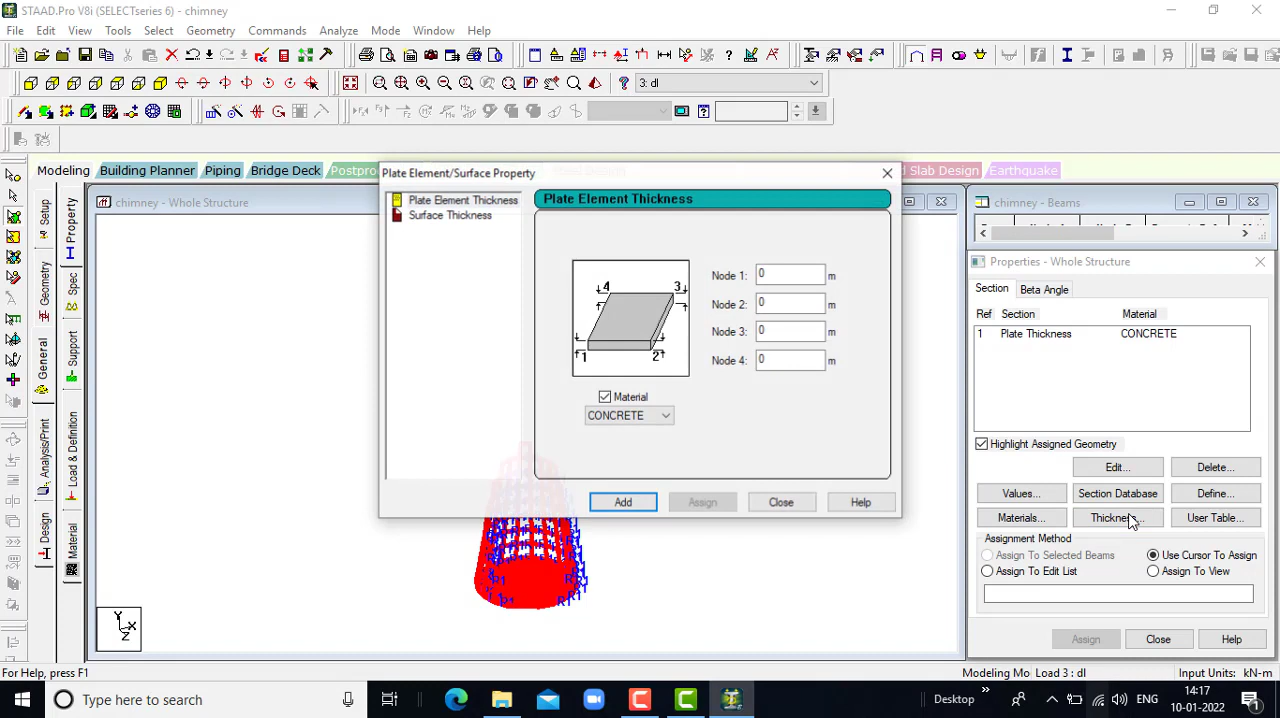 STAAD.Pro V8i (SELECTseries 6) - chimney
File Edit View Tools Select Geometry Commands Analyze Mode Window Help
3: dl
Modeling Building Planner Piping Bridge Deck Postpro Slab Design Earthquake
chimney - Whole Structure
chimney - Beams
Plate Element/Surface Property
Plate Element Thickness
Surface Thickness
Plate Element Thickness
4 3
1 2
Node 1: 0 m
Node 2: 0 m
Node 3: 0 m
Node 4: 0 m
Material
CONCRETE
Add Assign Close Help
Setup
Geometry
General
Analysis/Print
Design
Property
Spec
Support
Load & Definition
Material
R1
Y
X
Z
Properties - Whole Structure
Section Beta Angle
Ref Section Material
1 Plate Thickness CONCRETE
Highlight Assigned Geometry
Edit... Delete...
Values... Section Database Define...
Materials... Thickness... User Table...
Assignment Method
Assign To Selected Beams Use Cursor To Assign
Assign To Edit List Assign To View
Assign Close Help
For Help, press F1
Modeling Mo Load 3 : dl Input Units: kN-m
Type here to search
Desktop
ENG
14:17
10-01-2022
1